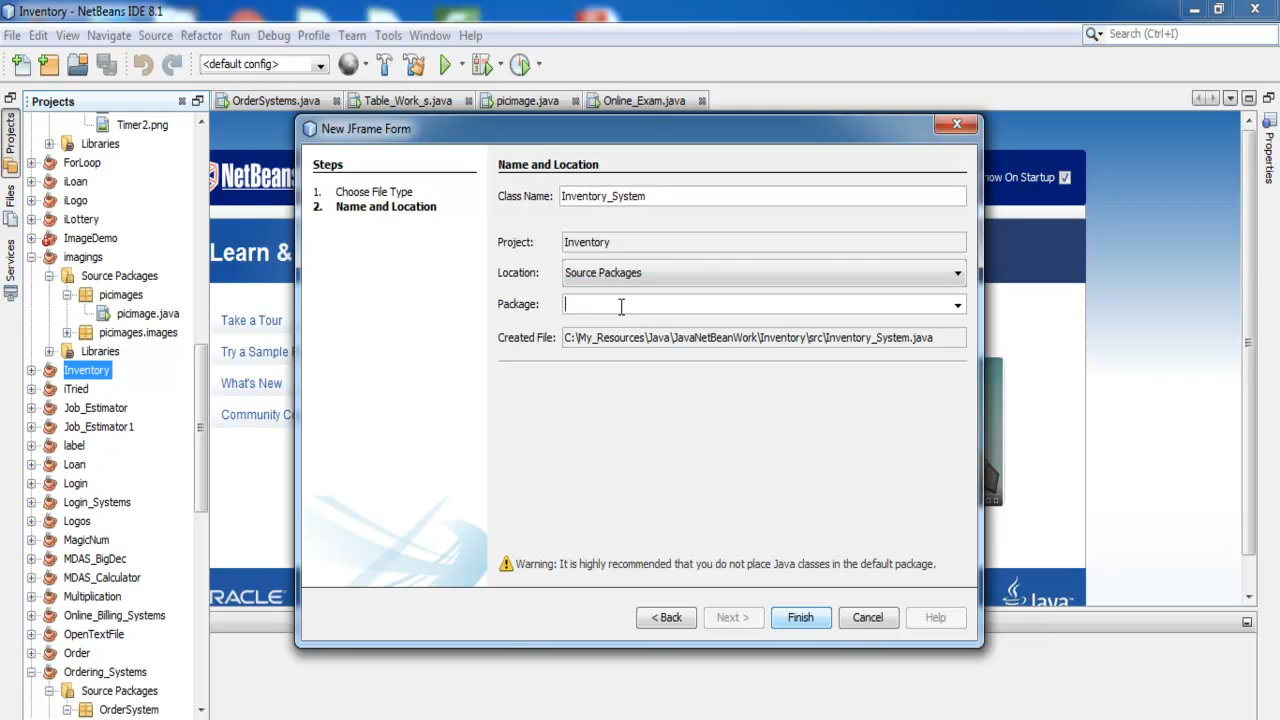 Inventory - NetBeans IDE 8.1
File Edit View Navigate Source Refactor Run Debug Profile Team Tools Window Help
Search (Ctrl+I)
<default config>
Projects
OrderSystems.java
Table_Work_s.java
picimage.java
Online_Exam.java
Projects
Files
Services
Properties
Timer2.png
Libraries
ForLoop
iLoan
iLogo
iLottery
ImageDemo
imagings
Source Packages
picimages
picimage.java
picimages.images
Libraries
Inventory
iTried
Job_Estimator
Job_Estimator1
label
Loan
Login
Login_Systems
Logos
MagicNum
MDAS_BigDec
MDAS_Calculator
Multiplication
Online_Billing_Systems
OpenTextFile
Order
Ordering_Systems
Source Packages
OrderSystem
NetBeans
ow On Startup
Learn &
Take a Tour
Try a Sample
What's New
Community
RACLE
Java
New JFrame Form
Steps
1. Choose File Type
2. Name and Location
Name and Location
Class Name: Inventory_System
Project: Inventory
Location: Source Packages
Package:
Created File: C:\My_Resources\Java\JavaNetBeanWork\Inventory\src\Inventory_System.java
Warning: It is highly recommended that you do not place Java classes in the default package.
< Back Next > Finish Cancel Help